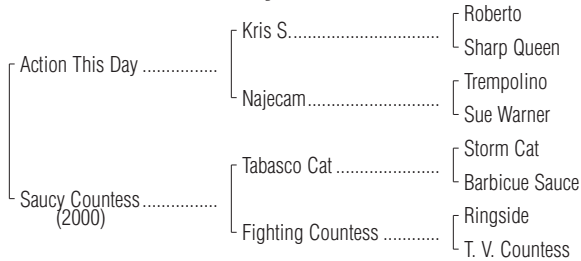 Roberto
Kris S.................................
Sharp Queen
Action This Day ................
Trempolino
Najecam............................
Sue Warner
Storm Cat
Tabasco Cat ......................
Barbicue Sauce
Saucy Countess................
(2000)
Ringside
Fighting Countess ............
T. V. Countess